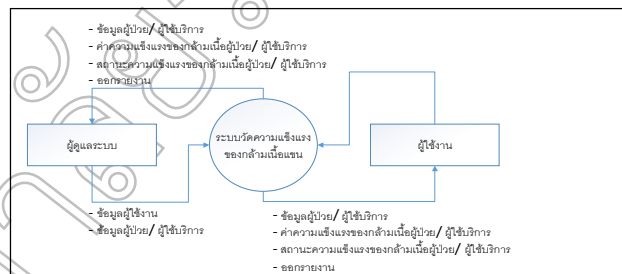 - ข้อมูลผู้ป่วย/ ผู้ใช้บริการ
- ค่าความแข็งแรงของกล้ามเนื้อผู้ป่วย/ ผู้ใช้บริการ
- สถานะความแข็งแรงของกล้ามเนื้อผู้ป่วย/ ผู้ใช้บริการ
- ออกรายงาน
ผู้ดูแลระบบ
ระบบวัดความแข็งแรง
ของกล้ามเนื้อแขน
ผู้ใช้งาน
- ข้อมูลผู้ใช้งาน
- ข้อมูลผู้ป่วย/ ผู้ใช้บริการ
- ข้อมูลผู้ป่วย/ ผู้ใช้บริการ
- ค่าความแข็งแรงของกล้ามเนื้อผู้ป่วย/ ผู้ใช้บริการ
- สถานะความแข็งแรงของกล้ามเนื้อผู้ป่วย/ ผู้ใช้บริการ
- ออกรายงาน